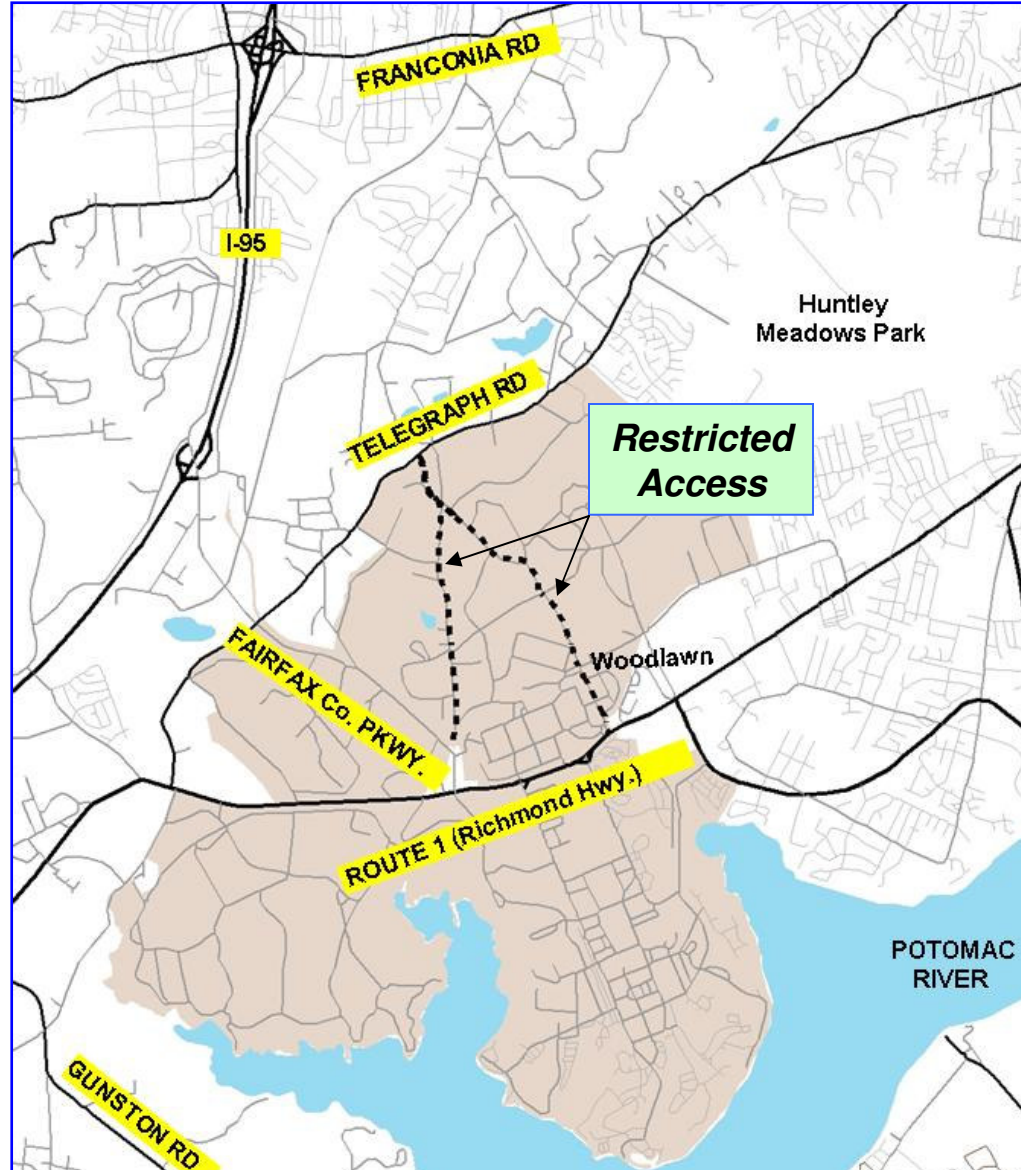 FRANCONIA RD
I-95
Huntley
Meadows Park
TELEGRAPH RD
Restricted
Access
FAIRFAX Co. PKWY.
Woodlawn
ROUTE 1 (Richmond Hwy.)
POTOMAC
RIVER
GUNSTON RD